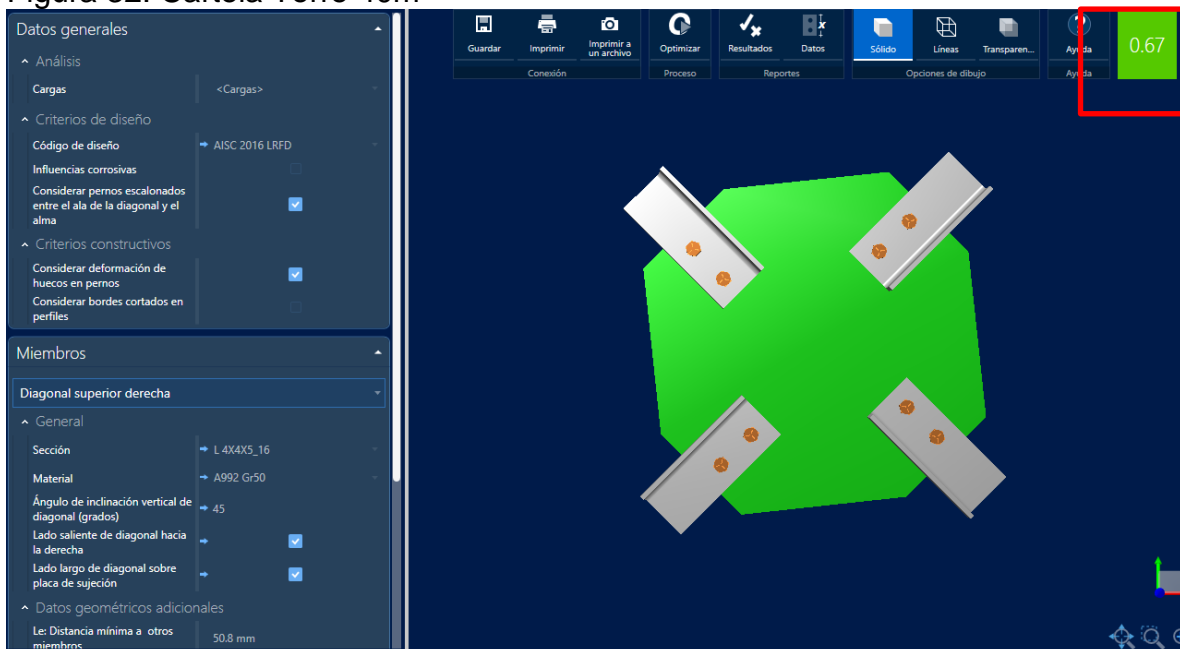 Datos generales
Análisis
Cargas <Cargas>
Criterios de diseño
Código de diseño AISC 2016 LRFD
Influencias corrosivas
Considerar pernos escalonados
entre el ala de la diagonal y el
alma
Criterios constructivos
Considerar deformación de
huecos en pernos
Considerar bordes cortados en
perfiles
Miembros
Diagonal superior derecha
General
Sección L 4X4X5_16
Material A992 Gr50
Ángulo de inclinación vertical de
diagonal (grados) 45
Lado saliente de diagonal hacia
la derecha
Lado largo de diagonal sobre
placa de sujeción
Datos geométricos adicionales
Le: Distancia mínima a otros
miembros 50.8 mm
Guardar Imprimir Imprimir a
un archivo Optimizar Resultados Datos Sólido Líneas Transparen... Ayuda
Conexión Proceso Reportes Opciones de dibujo Ayuda
0.67